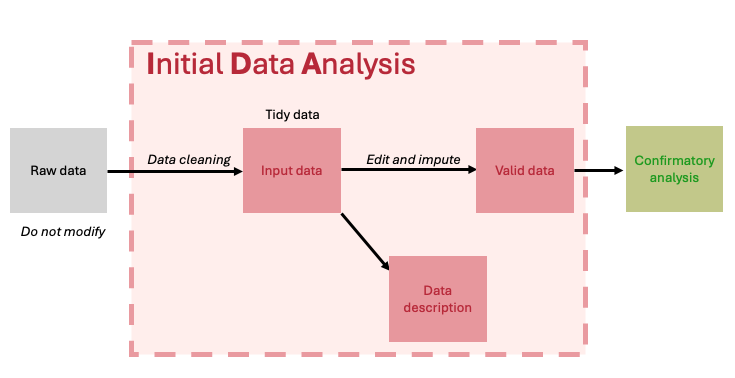 Initial Data Analysis
Tidy data
Raw data
Data cleaning
Input data
Edit and impute
Valid data
Confirmatory
analysis
Do not modify
Data
description